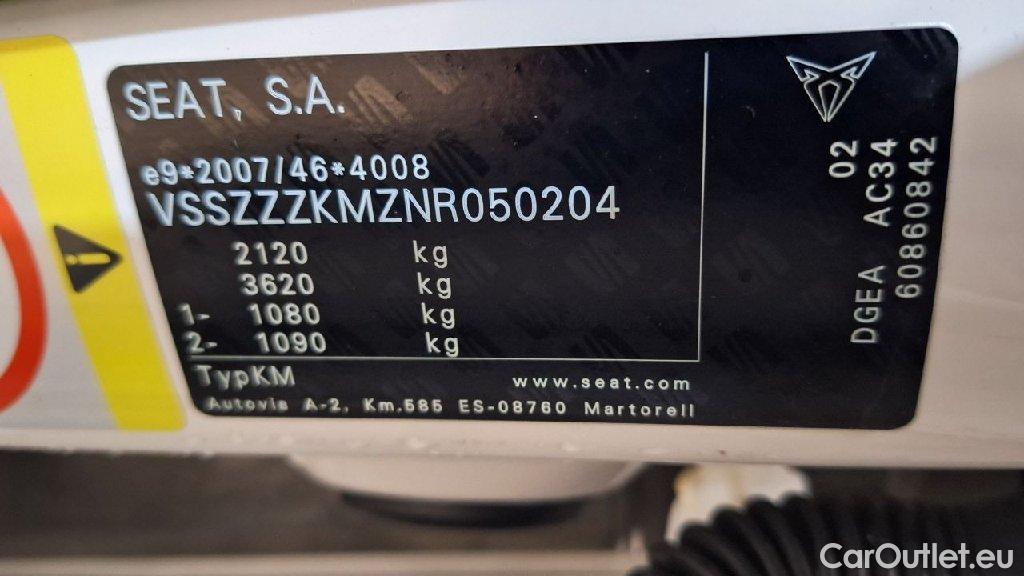 SEAT, S.A.
e9*2007/46*4008
VSSZZZKMZNR050204
2120 kg
3620 kg
1- 1080 kg
2- 1090 kg
TypKM
www.seat.com
Autovia A-2, Km.585 ES-08760 Martorell
02
DGEA AC34
60860842
CarOutlet.eu